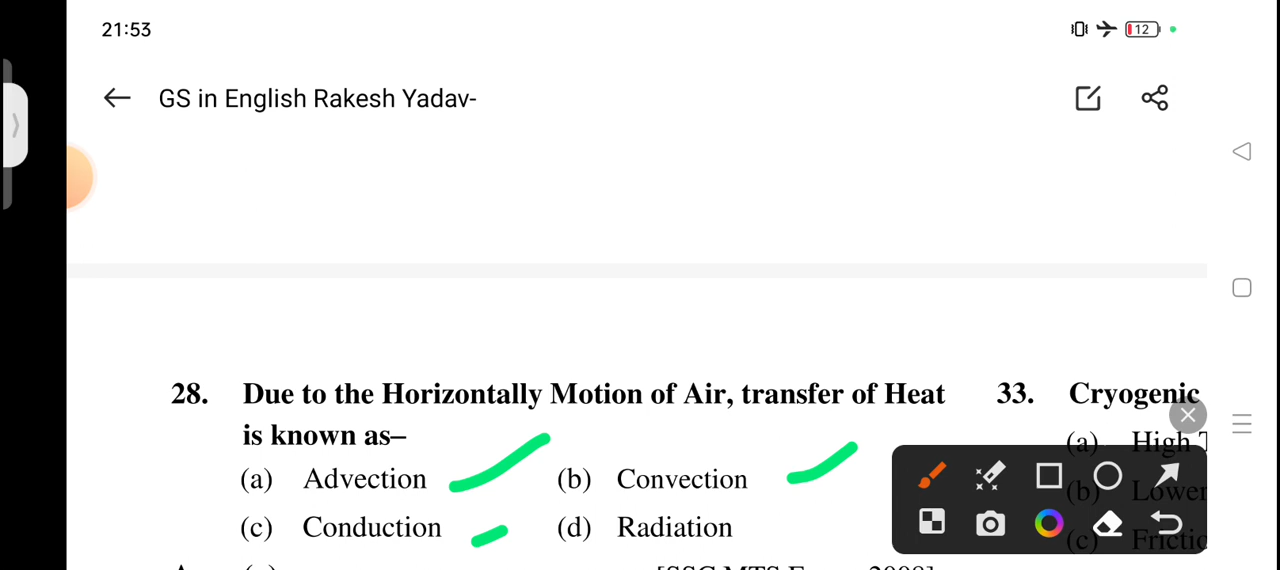 21:53
12
GS in English Rakesh Yadav-
28. Due to the Horizontally Motion of Air, transfer of Heat
is known as–
(a) Advection (b) Convection
(c) Conduction (d) Radiation
33. Cryogenic
(a) High
(b) Lower
(c)